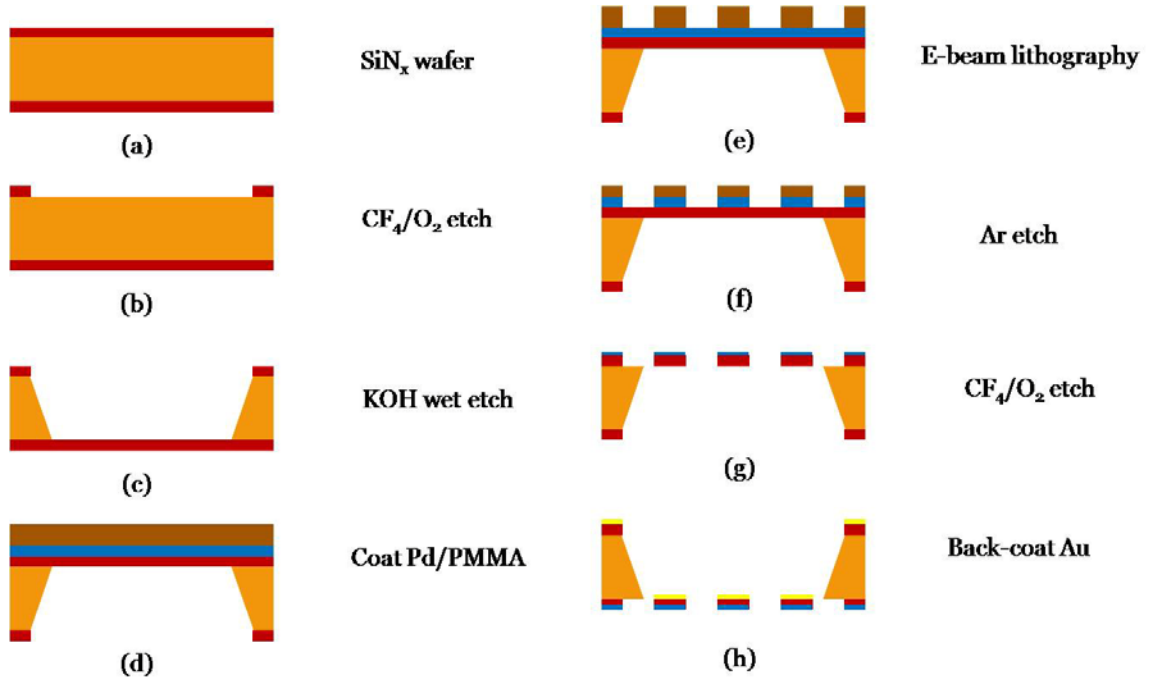 SiNₓ wafer
(a)
CF₄/O₂ etch
(b)
KOH wet etch
(c)
Coat Pd/PMMA
(d)
E-beam lithography
(e)
Ar etch
(f)
CF₄/O₂ etch
(g)
Back-coat Au
(h)